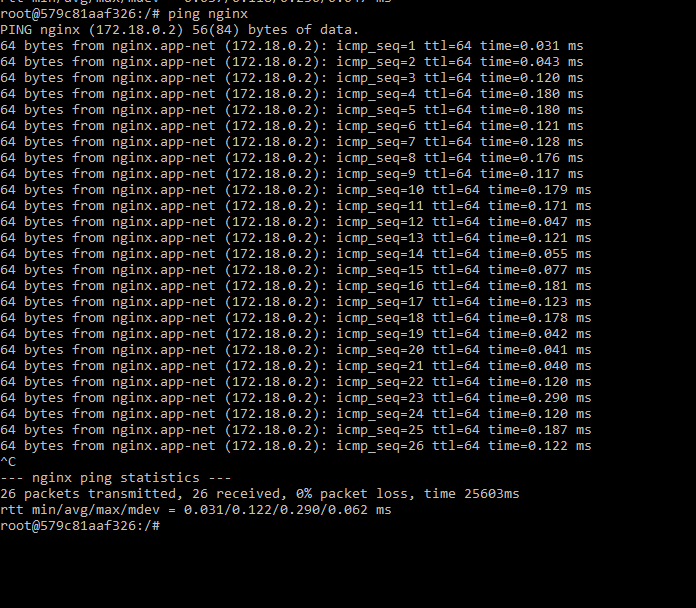 rtt min/avg/max/mdev = 0.037/0.118/0.230/0.047 ms
root@579c81aaf326:/# ping nginx
PING nginx (172.18.0.2) 56(84) bytes of data.
64 bytes from nginx.app-net (172.18.0.2): icmp_seq=1 ttl=64 time=0.031 ms
64 bytes from nginx.app-net (172.18.0.2): icmp_seq=2 ttl=64 time=0.043 ms
64 bytes from nginx.app-net (172.18.0.2): icmp_seq=3 ttl=64 time=0.120 ms
64 bytes from nginx.app-net (172.18.0.2): icmp_seq=4 ttl=64 time=0.180 ms
64 bytes from nginx.app-net (172.18.0.2): icmp_seq=5 ttl=64 time=0.180 ms
64 bytes from nginx.app-net (172.18.0.2): icmp_seq=6 ttl=64 time=0.121 ms
64 bytes from nginx.app-net (172.18.0.2): icmp_seq=7 ttl=64 time=0.128 ms
64 bytes from nginx.app-net (172.18.0.2): icmp_seq=8 ttl=64 time=0.176 ms
64 bytes from nginx.app-net (172.18.0.2): icmp_seq=9 ttl=64 time=0.117 ms
64 bytes from nginx.app-net (172.18.0.2): icmp_seq=10 ttl=64 time=0.179 ms
64 bytes from nginx.app-net (172.18.0.2): icmp_seq=11 ttl=64 time=0.171 ms
64 bytes from nginx.app-net (172.18.0.2): icmp_seq=12 ttl=64 time=0.047 ms
64 bytes from nginx.app-net (172.18.0.2): icmp_seq=13 ttl=64 time=0.121 ms
64 bytes from nginx.app-net (172.18.0.2): icmp_seq=14 ttl=64 time=0.055 ms
64 bytes from nginx.app-net (172.18.0.2): icmp_seq=15 ttl=64 time=0.077 ms
64 bytes from nginx.app-net (172.18.0.2): icmp_seq=16 ttl=64 time=0.181 ms
64 bytes from nginx.app-net (172.18.0.2): icmp_seq=17 ttl=64 time=0.123 ms
64 bytes from nginx.app-net (172.18.0.2): icmp_seq=18 ttl=64 time=0.178 ms
64 bytes from nginx.app-net (172.18.0.2): icmp_seq=19 ttl=64 time=0.042 ms
64 bytes from nginx.app-net (172.18.0.2): icmp_seq=20 ttl=64 time=0.041 ms
64 bytes from nginx.app-net (172.18.0.2): icmp_seq=21 ttl=64 time=0.040 ms
64 bytes from nginx.app-net (172.18.0.2): icmp_seq=22 ttl=64 time=0.120 ms
64 bytes from nginx.app-net (172.18.0.2): icmp_seq=23 ttl=64 time=0.290 ms
64 bytes from nginx.app-net (172.18.0.2): icmp_seq=24 ttl=64 time=0.120 ms
64 bytes from nginx.app-net (172.18.0.2): icmp_seq=25 ttl=64 time=0.187 ms
64 bytes from nginx.app-net (172.18.0.2): icmp_seq=26 ttl=64 time=0.122 ms
^C
--- nginx ping statistics ---
26 packets transmitted, 26 received, 0% packet loss, time 25603ms
rtt min/avg/max/mdev = 0.031/0.122/0.290/0.062 ms
root@579c81aaf326:/#